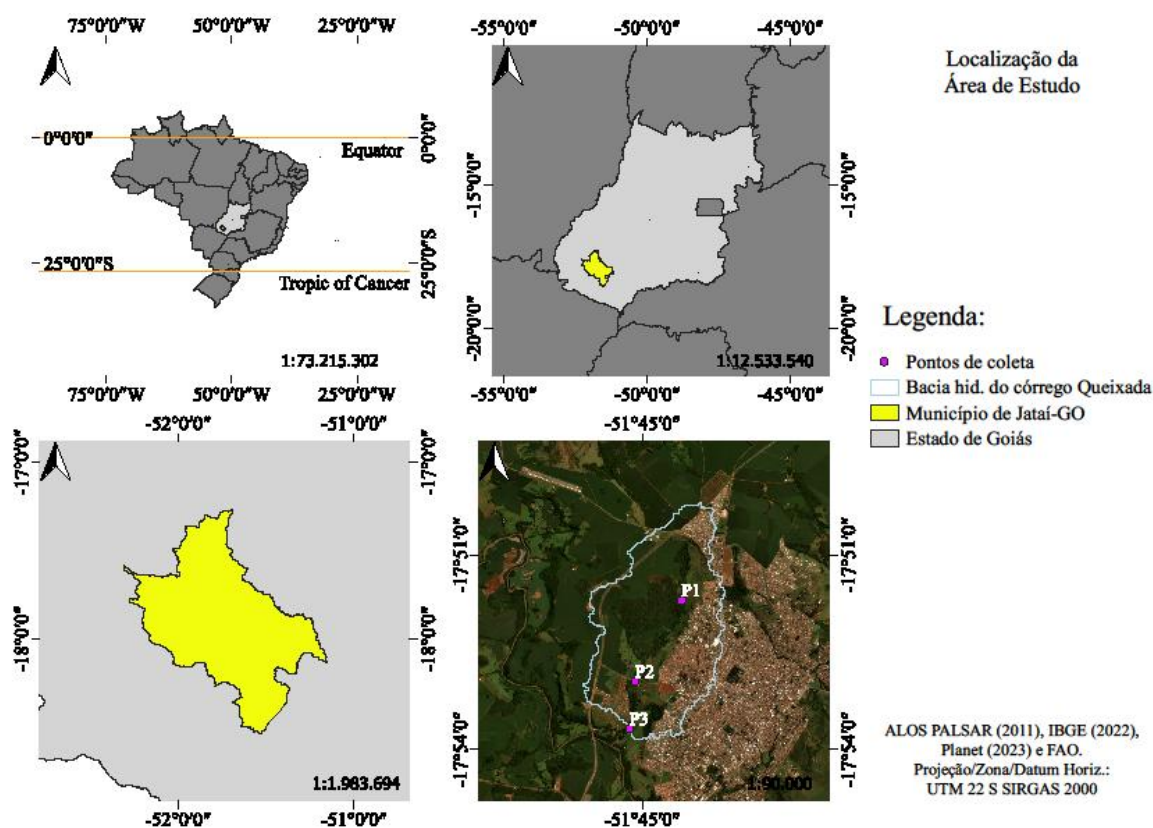 75°0'0"W 50°0'0"W 25°0'0"W
0°0'0"
Equator
0°0'0"
25°0'0"S
Tropic of Cancer
25°0'0"S
1:73.215.302
75°0'0"W 50°0'0"W 25°0'0"W
-55°0'0" -50°0'0" -45°0'0"
-15°0'0"
-15°0'0"
-20°0'0"
-20°0'0"
1:12.533.540
-55°0'0" -50°0'0" -45°0'0"
Localização da
Área de Estudo
Legenda:
Pontos de coleta
Bacia hid. do córrego Queixada
Município de Jataí-GO
Estado de Goiás
-52°0'0" -51°0'0"
-17°0'0"
-17°0'0"
-18°0'0"
-18°0'0"
1:1.983.694
-52°0'0" -51°0'0"
-51°45'0"
-17°51'0"
-17°51'0"
P1
P2
P3
-17°54'0"
-17°54'0"
1:90.000
-51°45'0"
ALOS PALSAR (2011), IBGE (2022),
Planet (2023) e FAO.
Projeção/Zona/Datum Horiz.:
UTM 22 S SIRGAS 2000